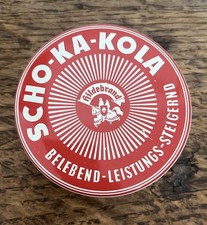 SCHO-KA-KOLA
Hildebrand
BELEBEND-LEISTUNGS-STEIGERND